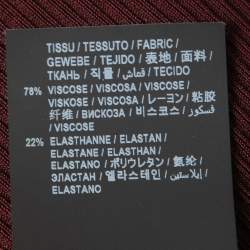 TISSU / TESSUTO / FABRIC /
GEWEBE / TEJIDO / 表地 / 面料 /
ТКАНЬ / 직물 / قماش / TECIDO
78% VISCOSE / VISCOSA / VISCOSE /
VISKOSE / VISCOSA / レーヨン / 粘胶
纤维 / ВИСКОЗА / 비스코스 / فسكوز
/ VISCOSE
22% ELASTHANNE / ELASTAN /
ELASTANE / ELASTHAN /
ELASTANO / ポリウレタン / 氨纶 /
ЭЛАСТАН / 엘라스테인 / إيلاستين /
ELASTANO